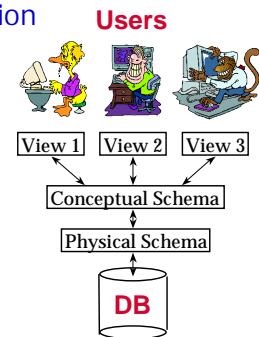 ion
Users
View 1 View 2 View 3
Conceptual Schema
Physical Schema
DB